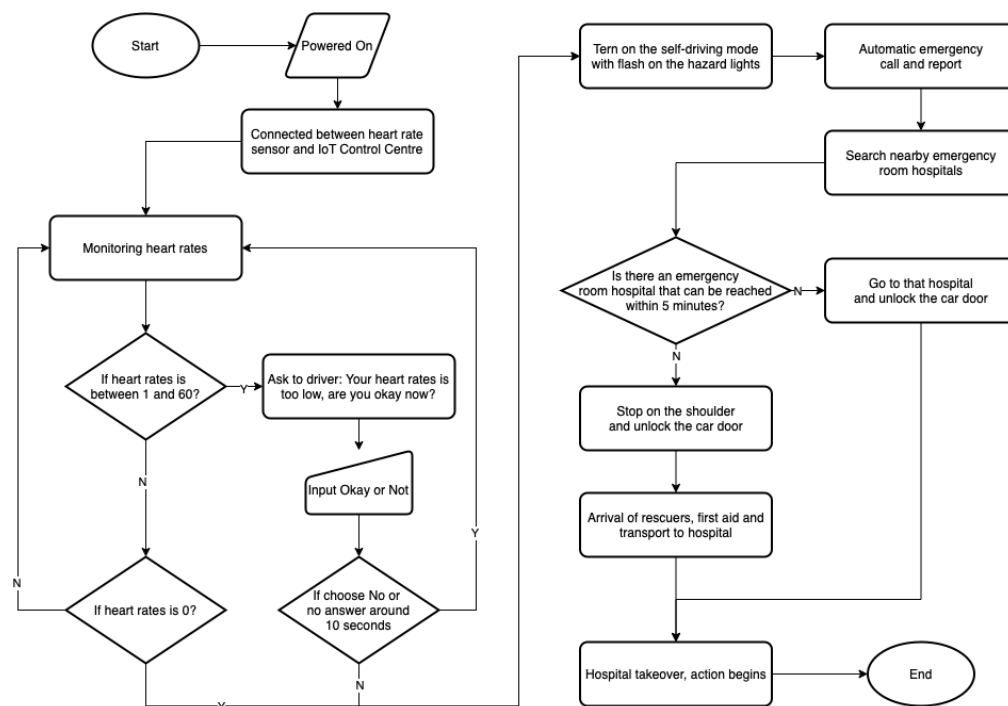 Start
Powered On
Connected between heart rate
sensor and IoT Control Centre
Monitoring heart rates
If heart rates is
between 1 and 60?
Y
Ask to driver: Your heart rates is
too low, are you okay now?
N
Input Okay or Not
Y
N
If heart rates is 0?
If choose No or
no answer around
10 seconds
N
Y
Tern on the self-driving mode
with flash on the hazard lights
Automatic emergency
call and report
Search nearby emergency
room hospitals
Is there an emergency
room hospital that can be reached
within 5 minutes?
N
Go to that hospital
and unlock the car door
N
Stop on the shoulder
and unlock the car door
Arrival of rescuers, first aid and
transport to hospital
Hospital takeover, action begins
End